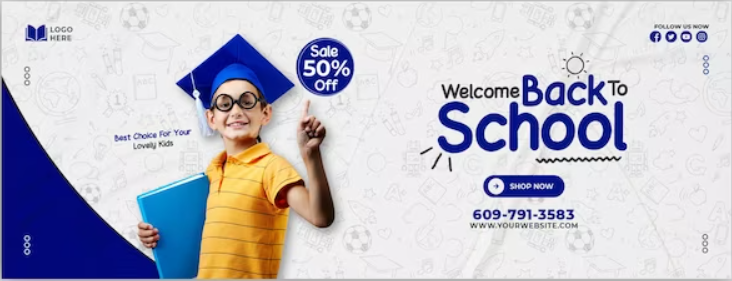 LOGO
HERE
Sale
50%
Off
Best Choice For Your
Lovely Kids
FOLLOW US NOW
Welcome Back To
School
SHOP NOW
609-791-3583
WWW.YOURWEBSITE.COM